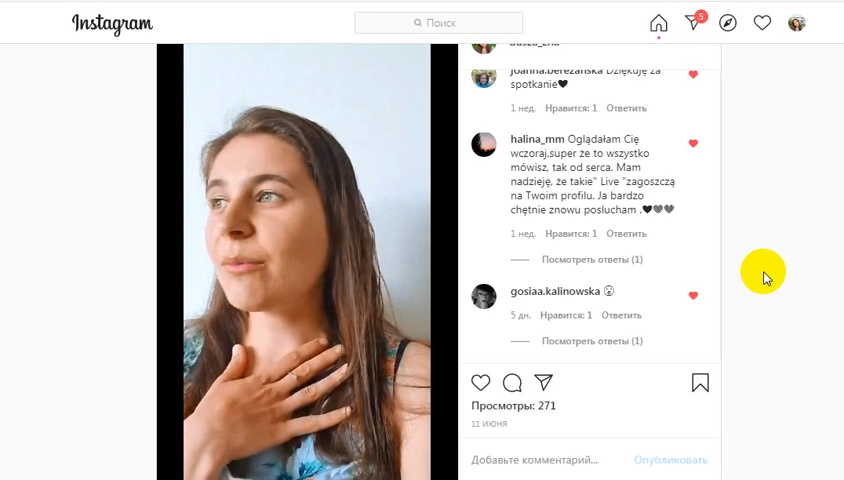 Instagram
Поиск
5
joanna.berezanska Dziękuję za
spotkanie🖤
1 нед. Нравится: 1 Ответить
halina_mm Oglądałam Cię
wczoraj,super że to wszystko
mówisz, tak od serca. Mam
nadzieję, że takie" Live "zagoszczą
na Twoim profilu. Ja bardzo
chętnie znowu posłucham .🖤🖤🖤
1 нед. Нравится: 1 Ответить
Посмотреть ответы (1)
gosiaa.kalinowska 😮
5 дн. Нравится: 1 Ответить
Посмотреть ответы (1)
Просмотры: 271
11 ИЮНЯ
Добавьте комментарий... Опубликовать